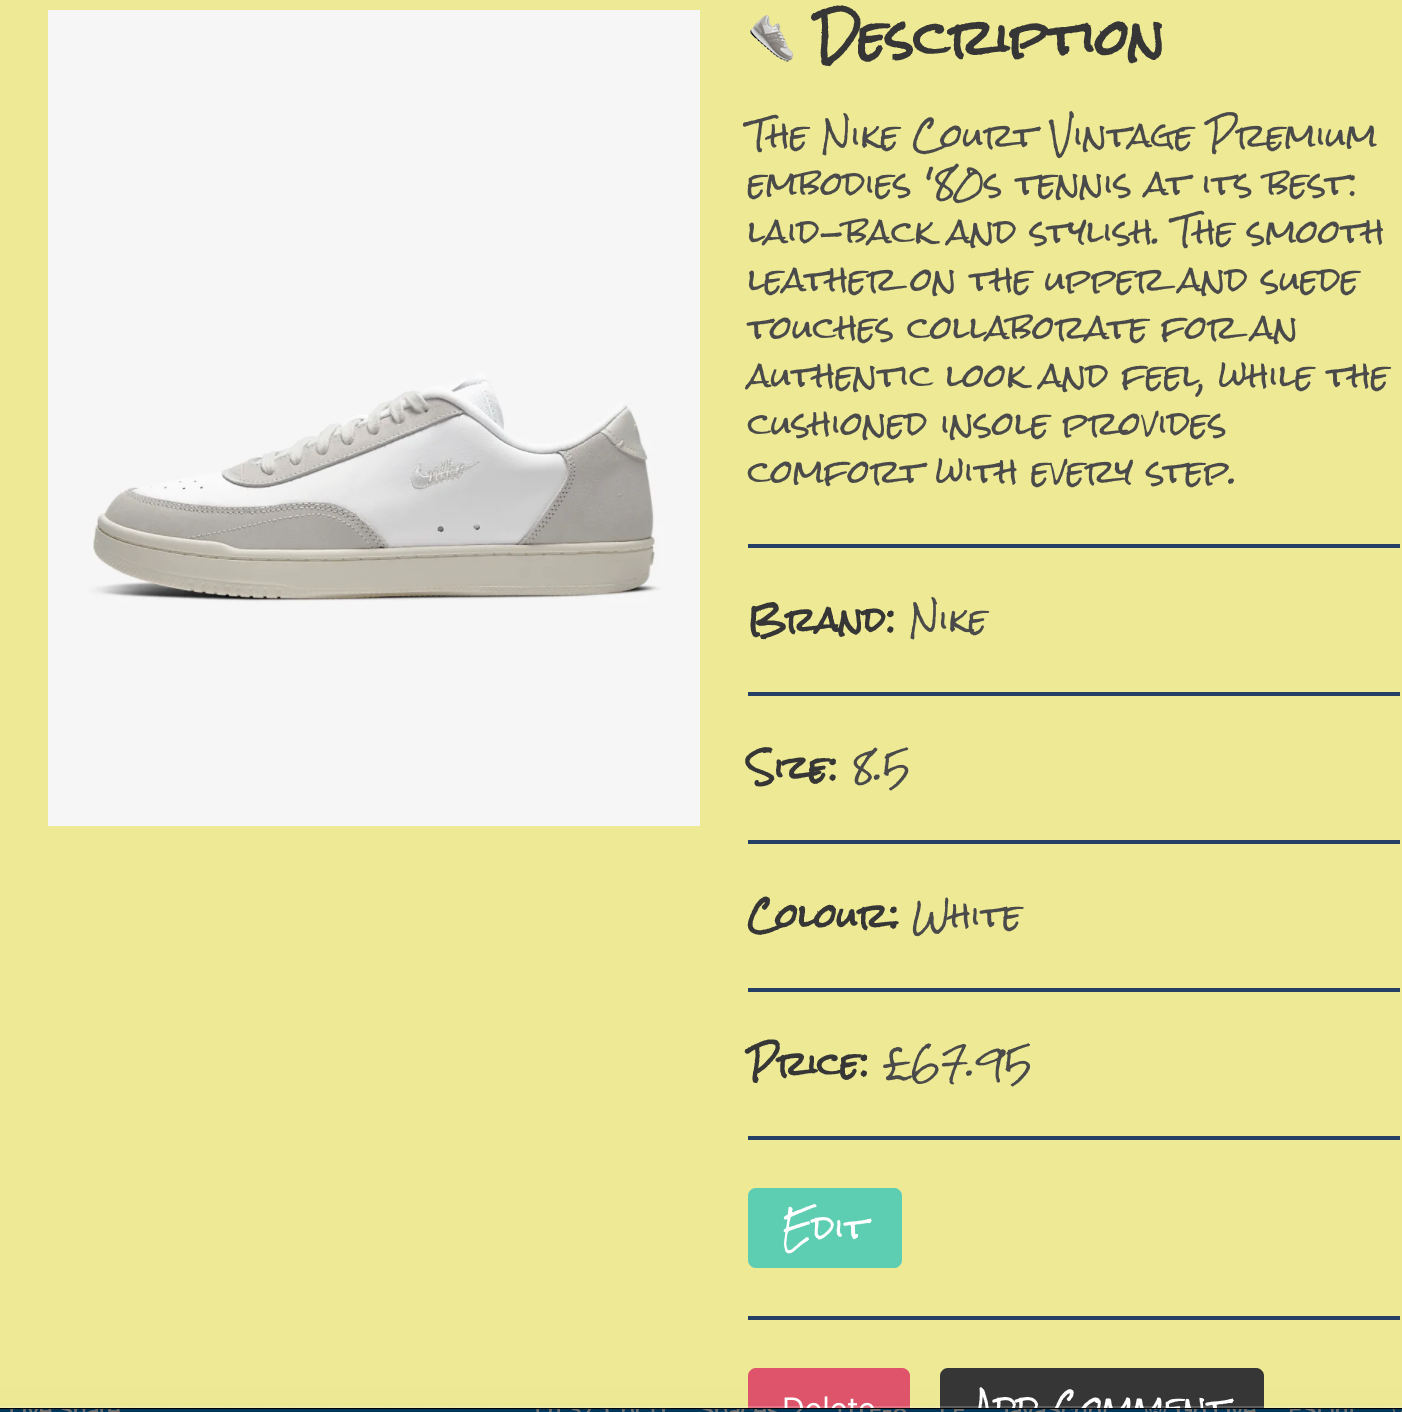 Description
The Nike Court Vintage Premium
embodies '80s tennis at its best:
laid-back and stylish. The smooth
leather on the upper and suede
touches collaborate for an
authentic look and feel, while the
cushioned insole provides
comfort with every step.
Brand: Nike
Size: 8.5
Colour: White
Price: £67.95
Edit
Delete Add Comment